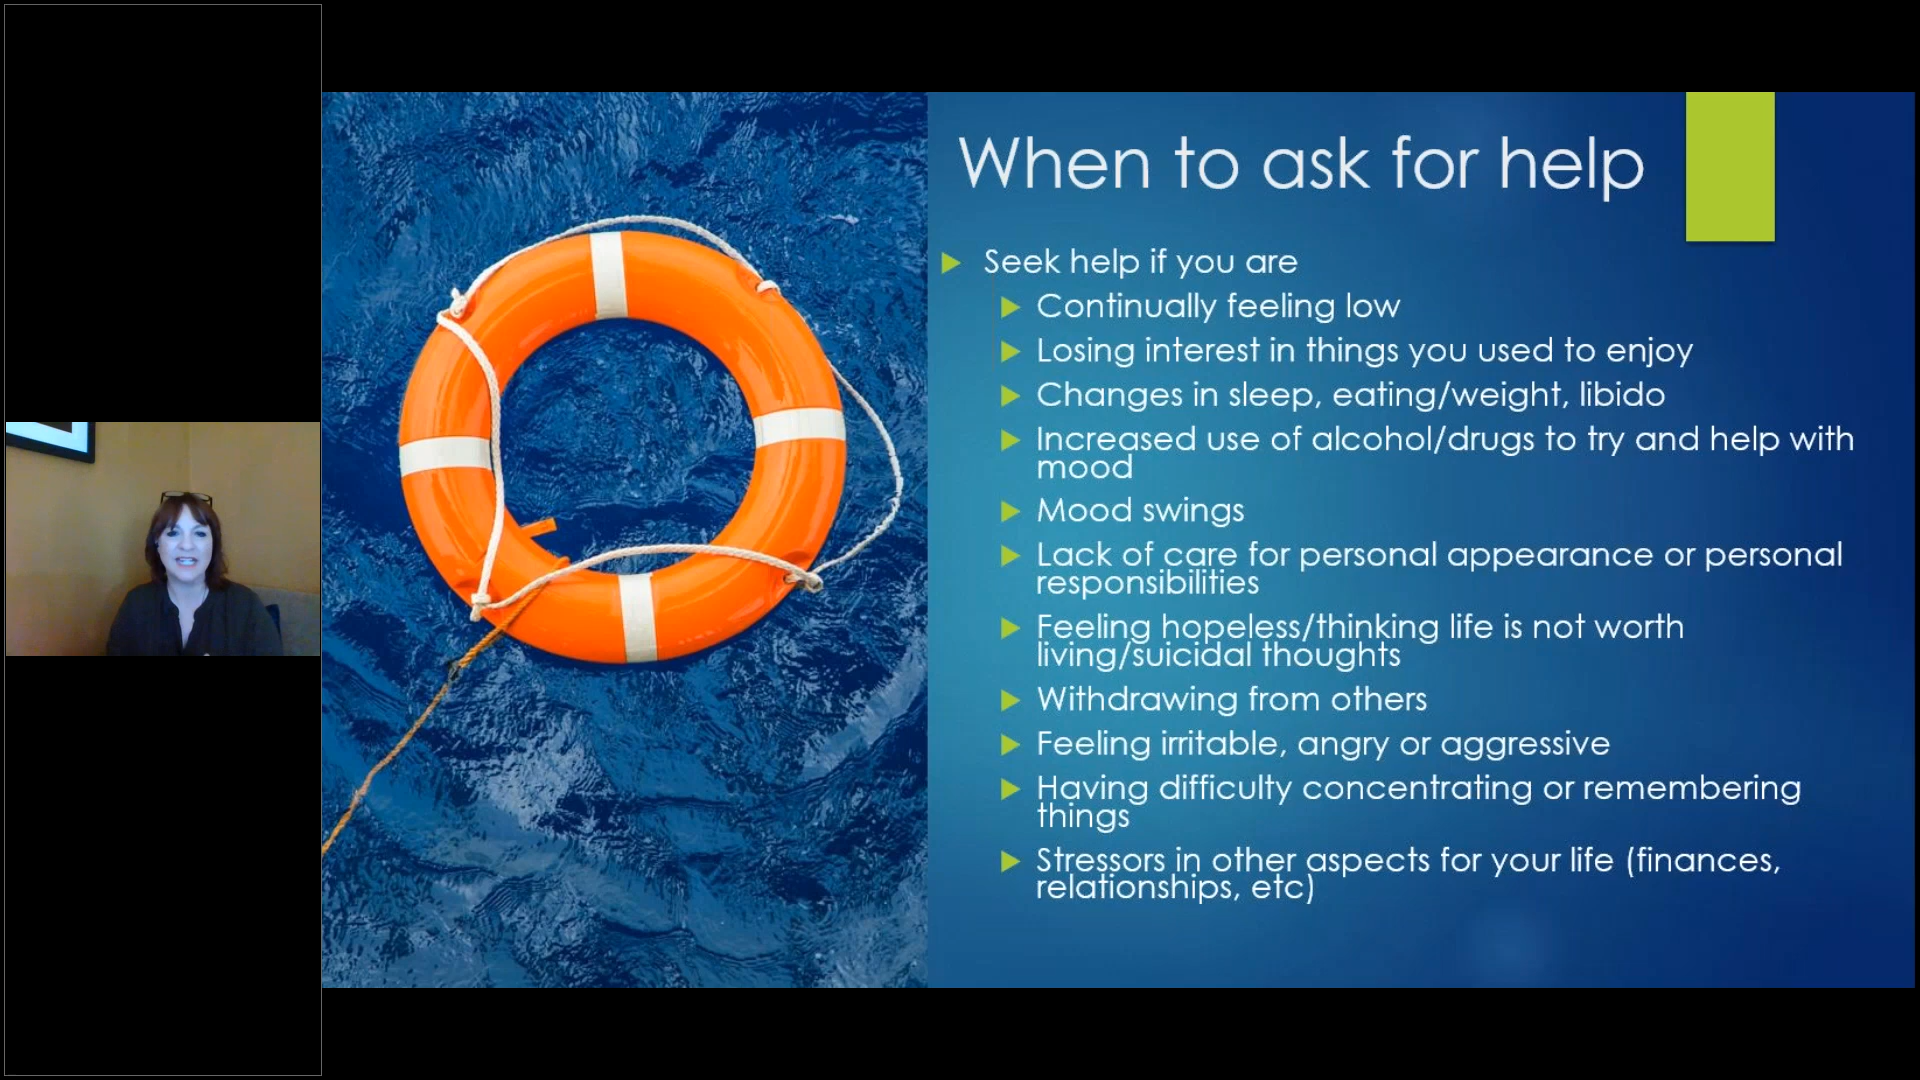 When to ask for help
Seek help if you are
Continually feeling low
Losing interest in things you used to enjoy
Changes in sleep, eating/weight, libido
Increased use of alcohol/drugs to try and help with
mood
Mood swings
Lack of care for personal appearance or personal
responsibilities
Feeling hopeless/thinking life is not worth
living/suicidal thoughts
Withdrawing from others
Feeling irritable, angry or aggressive
Having difficulty concentrating or remembering
things
Stressors in other aspects for your life (finances,
relationships, etc)